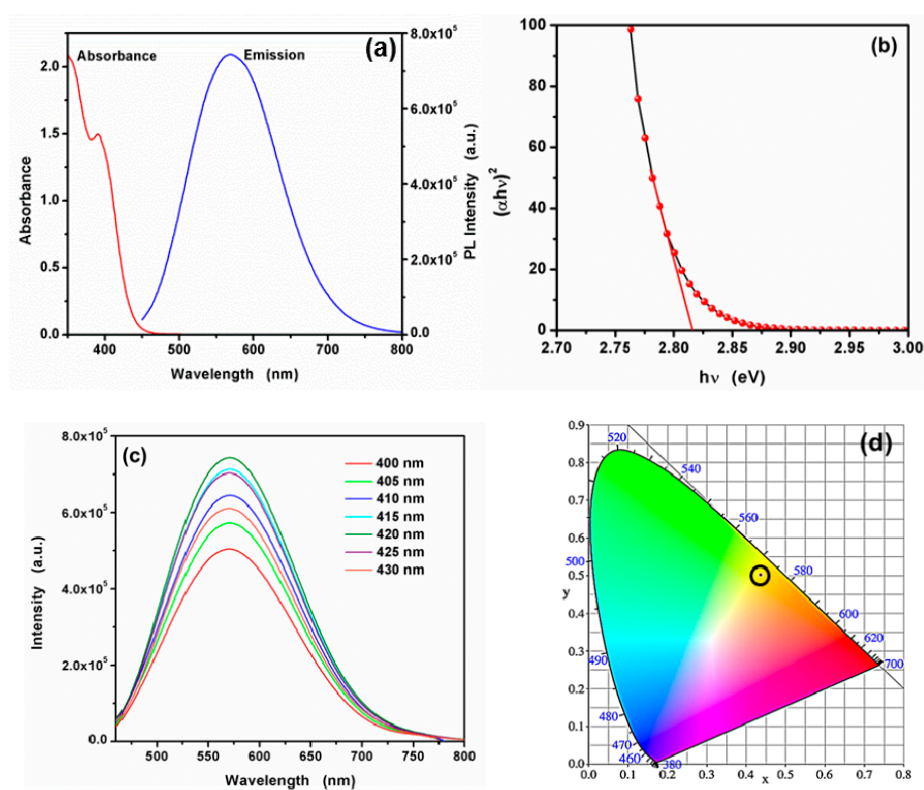 (a)
Absorbance
Emission
2.0
1.5
1.0
0.5
0.0
Absorbance
8.0x10⁵
6.0x10⁵
4.0x10⁵
2.0x10⁵
0.0
PL Intensity (a.u.)
400 500 600 700 800
Wavelength (nm)
(b)
100
80
60
40
20
0
(αhν)²
2.70 2.75 2.80 2.85 2.90 2.95 3.00
hν (eV)
(c)
8.0x10⁵
6.0x10⁵
4.0x10⁵
2.0x10⁵
0.0
Intensity (a.u.)
400 nm
405 nm
410 nm
415 nm
420 nm
425 nm
430 nm
500 550 600 650 700 750 800
Wavelength (nm)
(d)
0.9
0.8
0.7
0.6
0.5
0.4
0.3
0.2
0.1
0.0
y
520
540
560
580
600
620
700
500
490
480
470
460
380
0.0 0.1 0.2 0.3 0.4 0.5 0.6 0.7 0.8
x